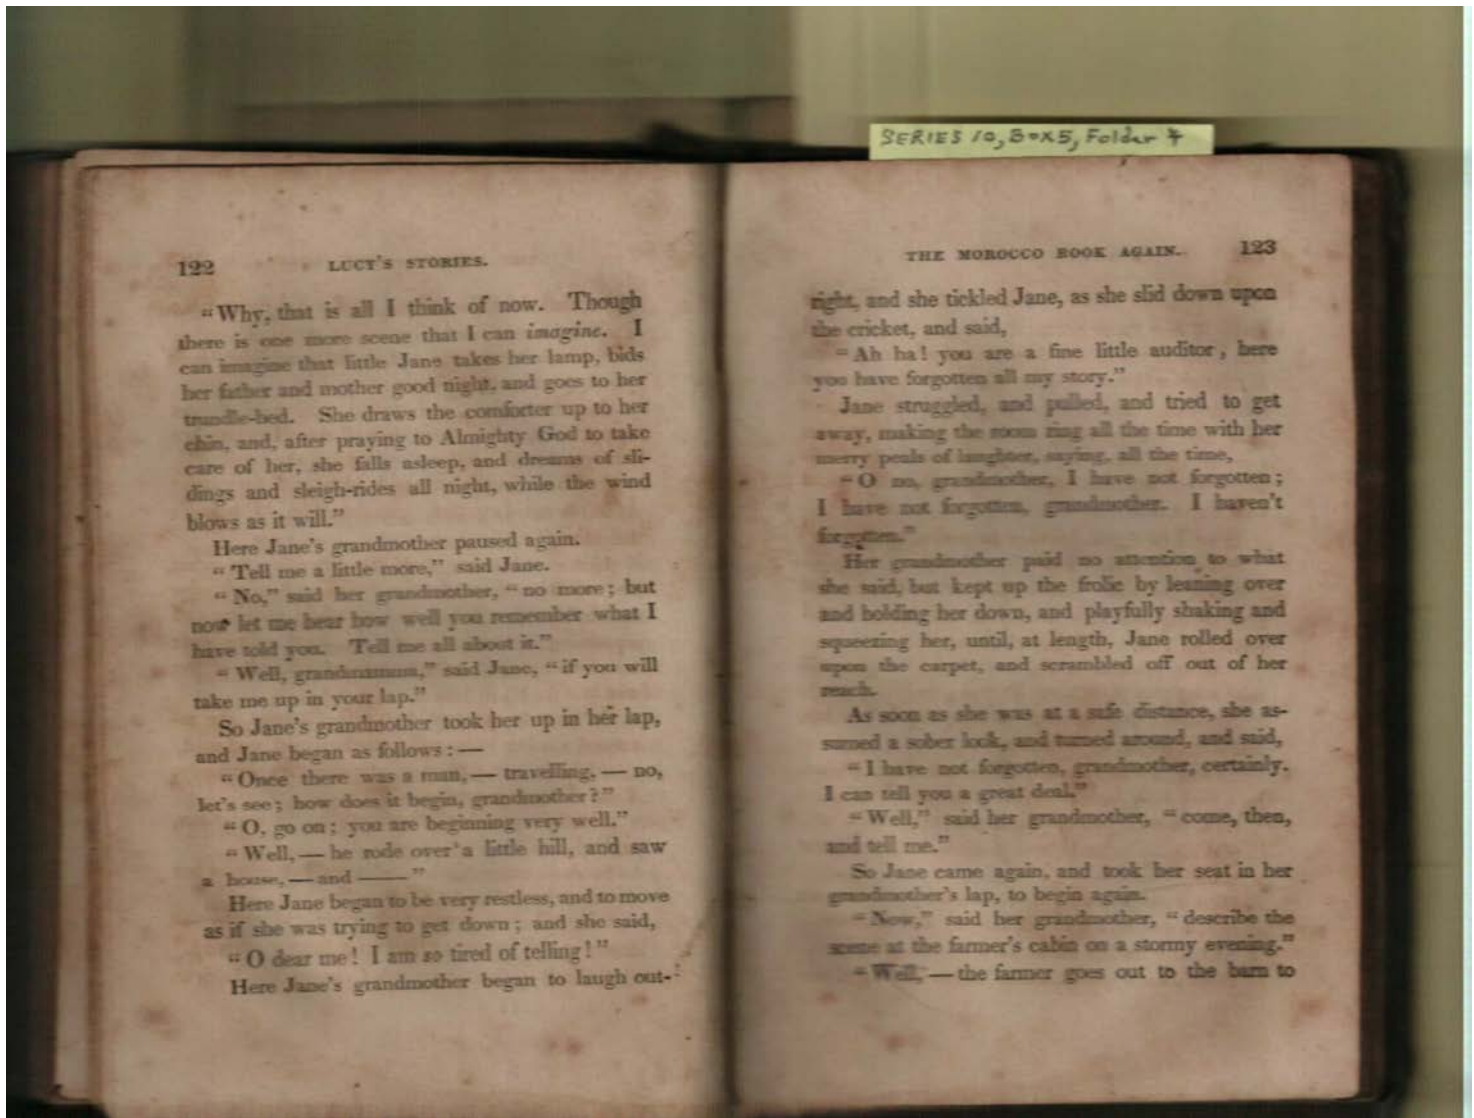 SERIES 10, Box 5, Folder 4
122 LUCY'S STORIES.
“Why, that is all I think of now. Though
there is one more scene that I can imagine. I
can imagine that little Jane takes her lamp, bids
her father and mother good night, and goes to her
trundle-bed. She draws the comforter up to her
chin, and, after praying to Almighty God to take
care of her, she falls asleep, and dreams of sli-
dings and sleigh-rides all night, while the wind
blows as it will.”
Here Jane's grandmother paused again.
“Tell me a little more,” said Jane.
“No,” said her grandmother, “no more; but
now let me hear how well you remember what I
have told you. Tell me all about it.”
“Well, grandmamma,” said Jane, “if you will
take me up in your lap.”
So Jane's grandmother took her up in her lap,
and Jane began as follows:—
“Once there was a man,— travelling,— no,
let's see; how does it begin, grandmother?”
“O, go on; you are beginning very well.”
“Well,— he rode over a little hill, and saw
a house,—and ——”
Here Jane began to be very restless, and to move
as if she was trying to get down; and she said,
“O dear me! I am so tired of telling!”
Here Jane's grandmother began to laugh out-
THE MOROCCO BOOK AGAIN. 123
right, and she tickled Jane, as she slid down upon
the cricket, and said,
“Ah ha! you are a fine little auditor, here
you have forgotten all my story.”
Jane struggled, and pulled, and tried to get
away, making the room ring all the time with her
merry peals of laughter, saying, all the time,
“O no, grandmother, I have not forgotten;
I have not forgotten, grandmother. I haven't
forgotten.”
Her grandmother paid no attention to what
she said, but kept up the frolic by leaning over
and holding her down, and playfully shaking and
squeezing her, until, at length, Jane rolled over
upon the carpet, and scrambled off out of her
reach.
As soon as she was at a safe distance, she as-
sumed a sober look, and turned around, and said,
“I have not forgotten, grandmother, certainly.
I can tell you a great deal.”
“Well,” said her grandmother, “come, then,
and tell me.”
So Jane came again, and took her seat in her
grandmother's lap, to begin again.
“Now,” said her grandmother, “describe the
scene at the farmer's cabin on a stormy evening.”
“Well,—the farmer goes out to the barn to